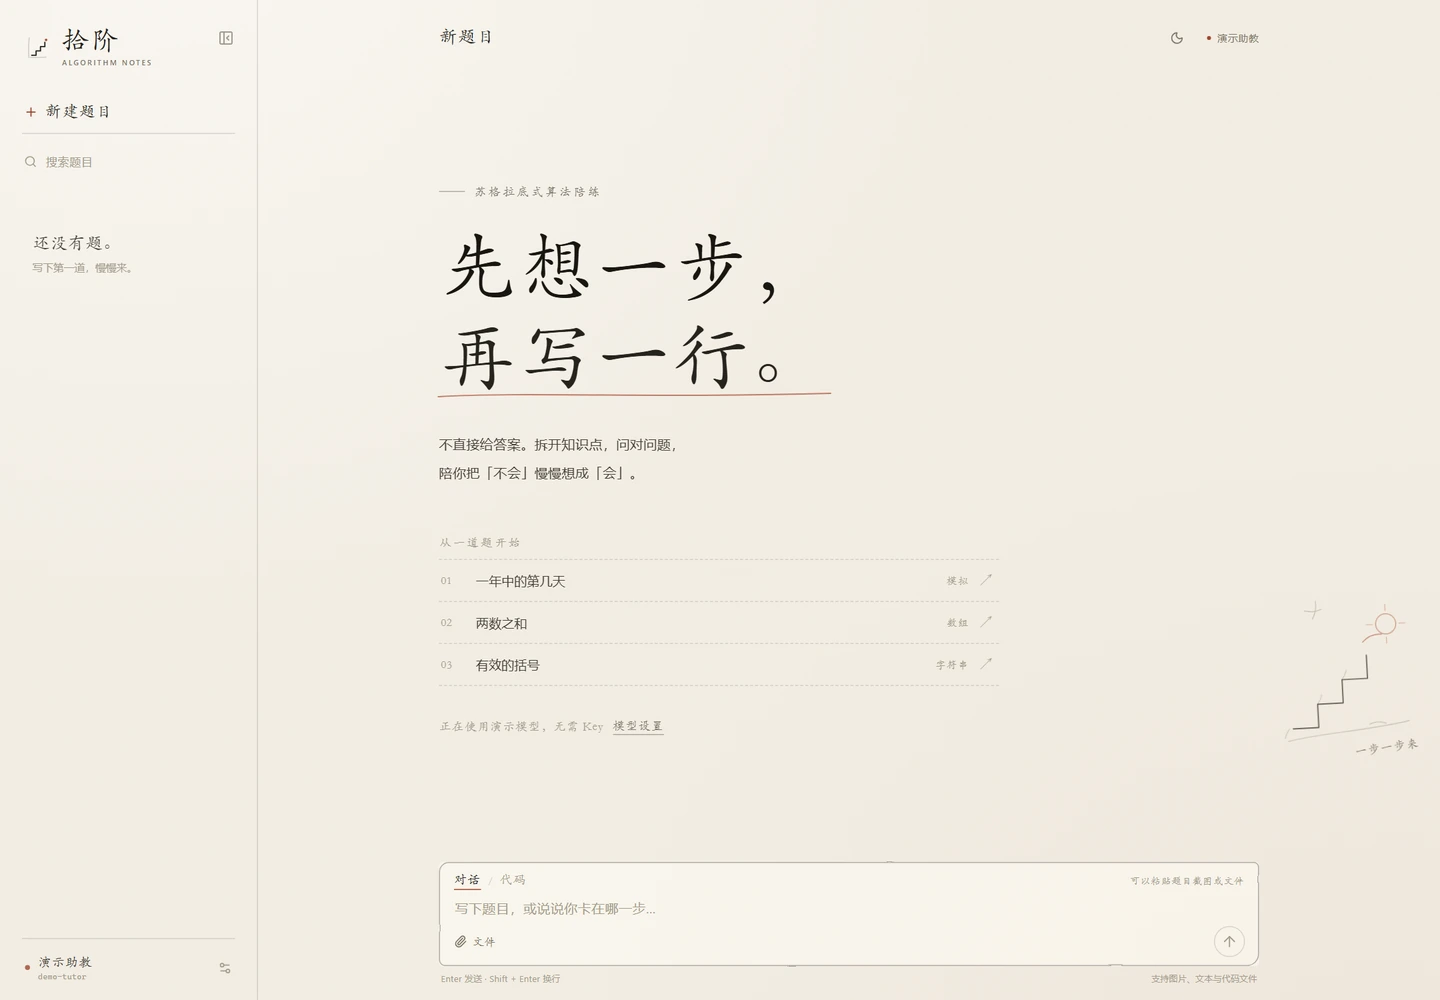 拾阶
ALGORITHM NOTES
新建题目
搜索题目
还没有题。
写下第一道，慢慢来。
演示助教
demo-tutor
新题目
演示助教
苏格拉底式算法陪练
先想一步，
再写一行。
不直接给答案。拆开知识点，问对问题，
陪你把「不会」慢慢想成「会」。
从一道题开始
01 一年中的第几天 模拟
02 两数之和 数组
03 有效的括号 字符串
正在使用演示模型，无需 Key 模型设置
一步一步来
对话 / 代码 可以粘贴题目截图或文件
写下题目，或说说你卡在哪一步...
文件
Enter 发送 · Shift + Enter 换行 支持图片、文本与代码文件